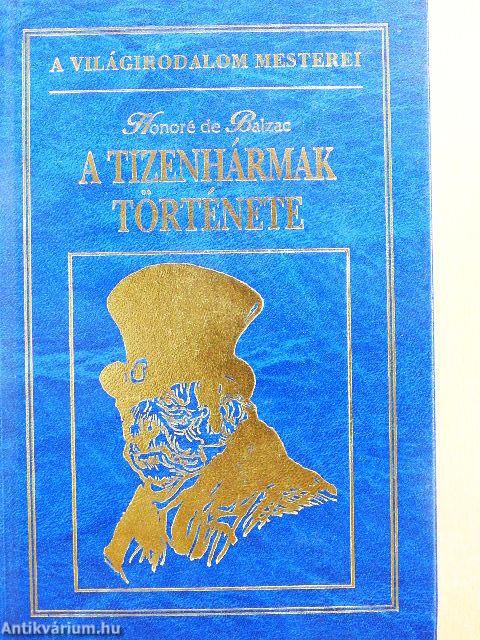 A VILÁGIRODALOM MESTEREI
Honoré de Balzac
A TIZENHÁRMAK
TÖRTÉNETE
Antikvárium.hu